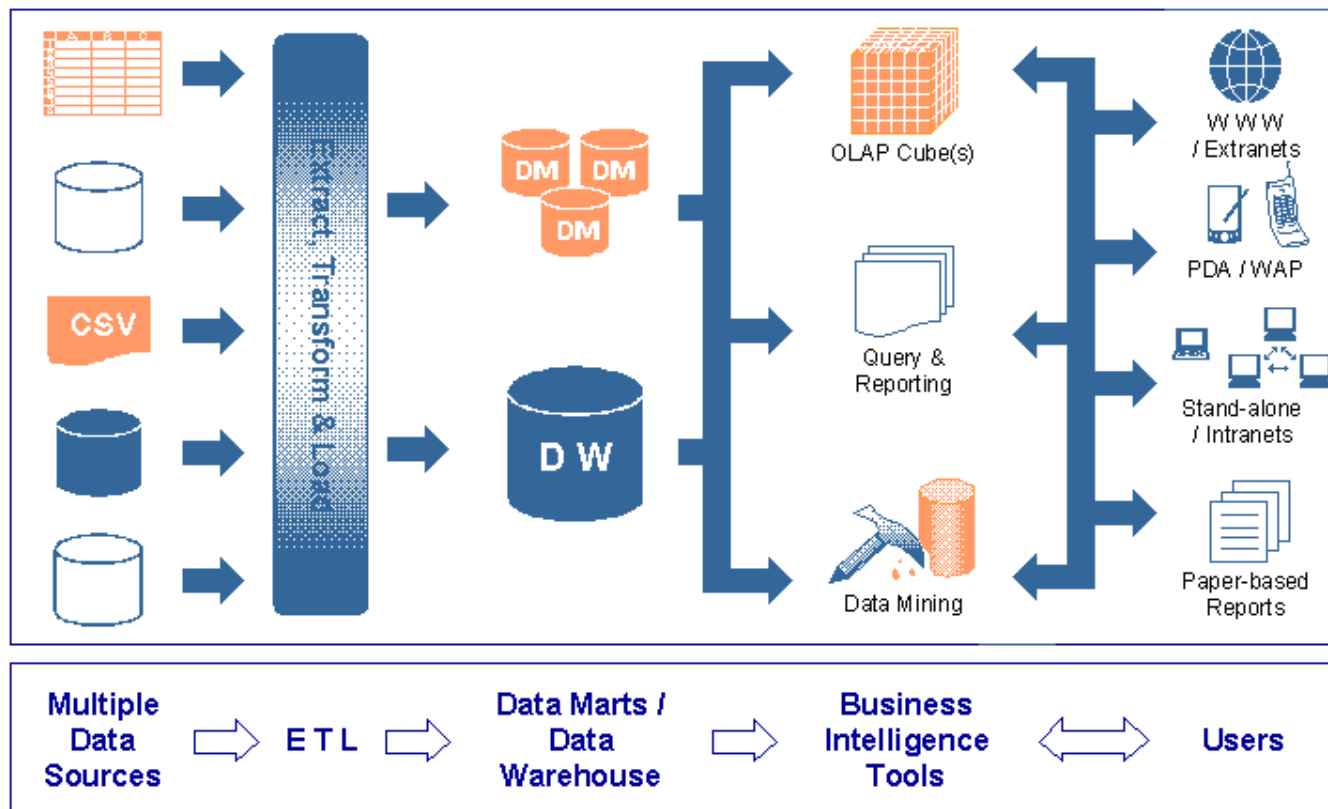 A B C
CSV
Extract, Transform & Load
DM DM
DM
D W
OLAP Cube(s)
Query &
Reporting
Data Mining
W W W
/ Extranets
PDA / WAP
Stand-alone
/ Intranets
Paper-based
Reports
Multiple
Data
Sources
E T L
Data Marts /
Data
Warehouse
Business
Intelligence
Tools
Users